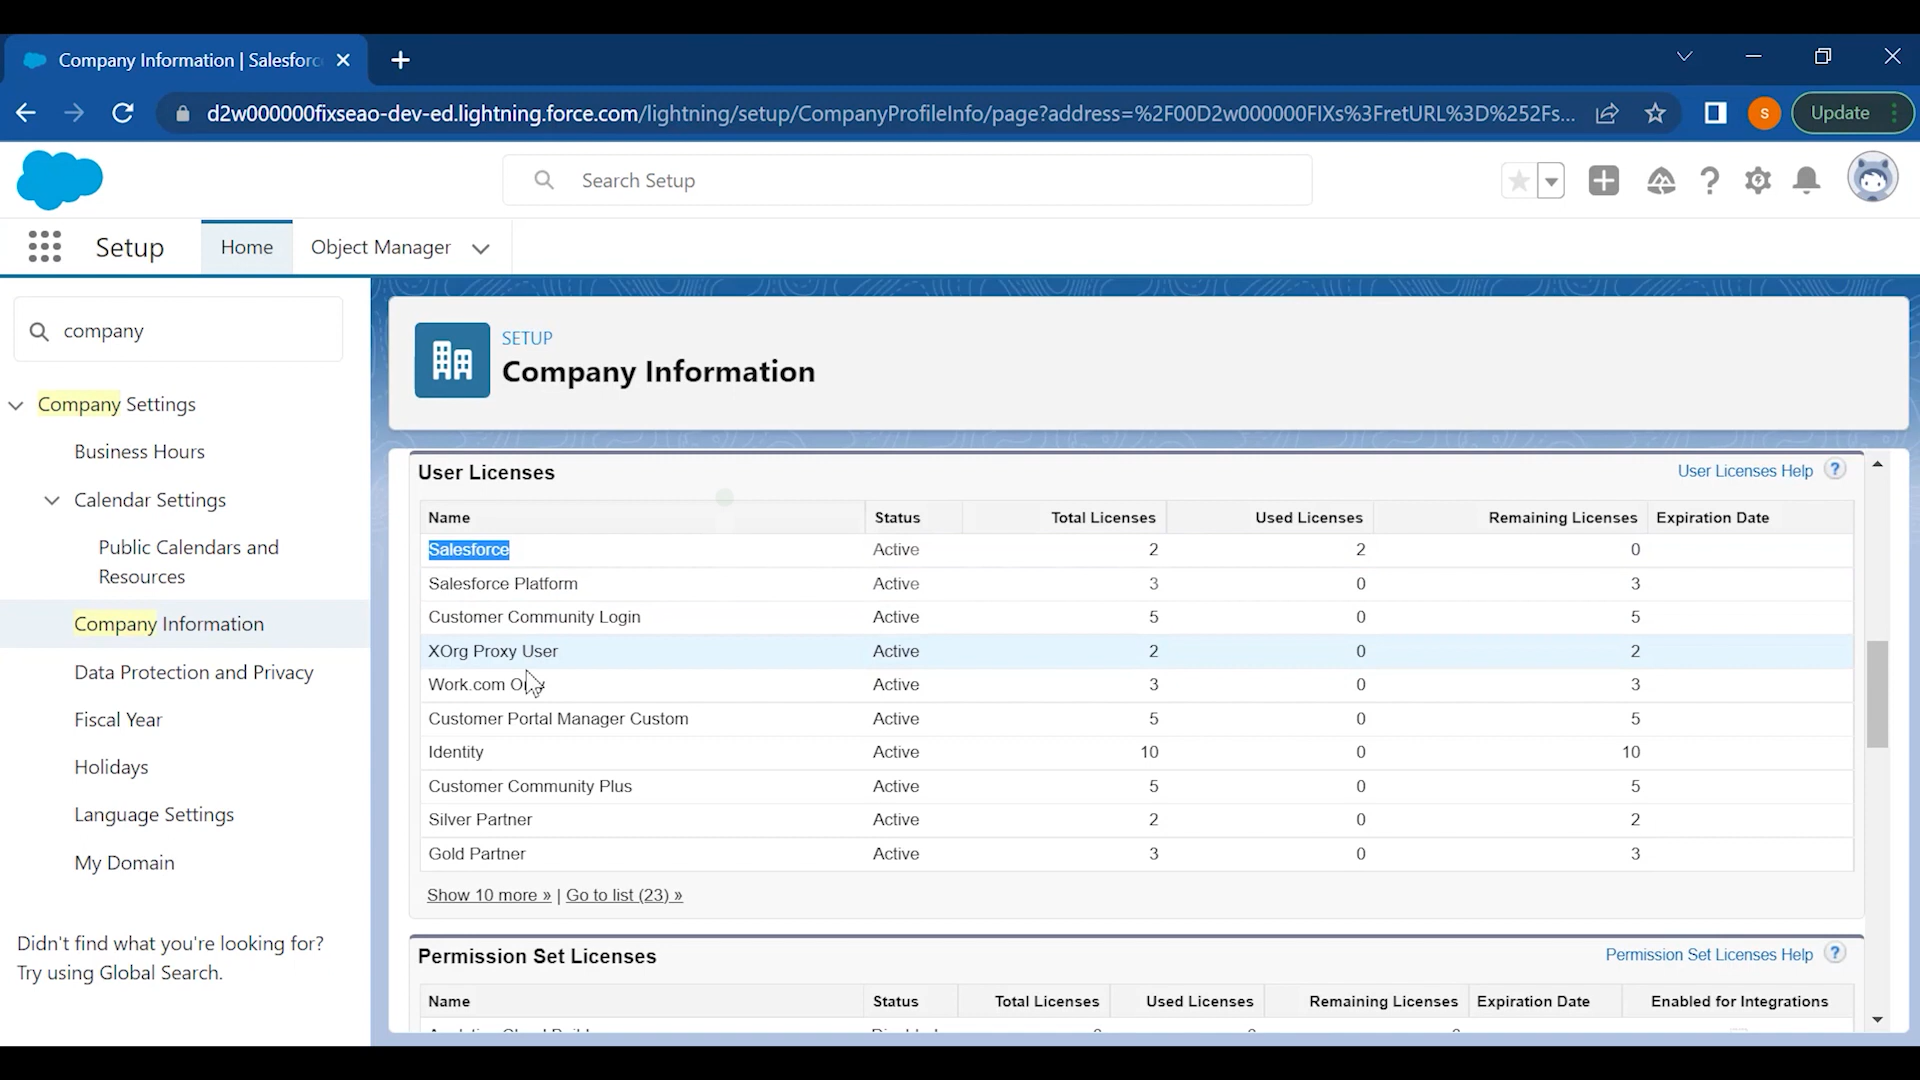 Company Information | Salesforc
d2w000000fixseao-dev-ed.lightning.force.com/lightning/setup/CompanyProfileInfo/page?address=%2F00D2w000000FIXs%3FretURL%3D%252Fs...
S
Update
Search Setup
Setup
Home
Object Manager
company
Company Settings
Business Hours
Calendar Settings
Public Calendars and
Resources
Company Information
Data Protection and Privacy
Fiscal Year
Holidays
Language Settings
My Domain
Didn't find what you're looking for?
Try using Global Search.
SETUP
Company Information
User Licenses
User Licenses Help ?
Name Status Total Licenses Used Licenses Remaining Licenses Expiration Date
Salesforce Active 2 2 0
Salesforce Platform Active 3 0 3
Customer Community Login Active 5 0 5
XOrg Proxy User Active 2 0 2
Work.com Active 3 0 3
Customer Portal Manager Custom Active 5 0 5
Identity Active 10 0 10
Customer Community Plus Active 5 0 5
Silver Partner Active 2 0 2
Gold Partner Active 3 0 3
Show 10 more » | Go to list (23) »
Permission Set Licenses
Permission Set Licenses Help ?
Name Status Total Licenses Used Licenses Remaining Licenses Expiration Date Enabled for Integrations